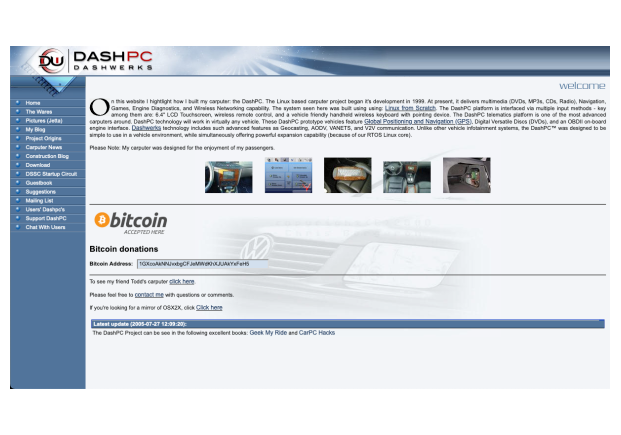 DASHPC
DASHWERKS
welcome
Home
The Wares
Pictures (Jetta)
My Blog
Project Origins
Carputer News
Construction Blog
Download
DSSC Startup Circuit
Guestbook
Suggestions
Mailing List
Users' Dashpc's
Support DashPC
Chat With Users
On this website I hightlight how I built my carputer: the DashPC. The Linux based carputer project began it's development in 1999. At present, it delivers multimedia (DVDs, MP3s, CDs, Radio), Navigation,
Games, Engine Diagnostics, and Wireless Networking capability. The system seen here was built using using: Linux from Scratch. The DashPC platform is interfaced via multiple input methods - key
among them are: 6.4" LCD Touchscreen, wireless remote control, and a vehicle friendly handheld wireless keyboard with pointing device. The DashPC telematics platform is one of the most advanced
carputers around. DashPC technology will work in virtually any vehicle. These DashPC prototype vehicles feature Global Positioning and Navigation (GPS), Digital Versatile Discs (DVDs), and an OBDII on-board
engine interface. Dashwerks technology includes such advanced features as Geocasting, AODV, VANETS, and V2V communication. Unlike other vehicle infotainment systems, the DashPC™ was designed to be
simple to use in a vehicle environment, while simultaneously offering powerful expansion capability (because of our RTOS Linux core).
Please Note: My carputer was designed for the enjoyment of my passengers.
bitcoin
ACCEPTED HERE
Bitcoin donations
Bitcoin Address:
To see my friend Todd's carputer click here.
Please feel free to contact me with questions or comments.
If you're looking for a mirror of OSX2X, click Click here
Latest update (2005-07-27 12:09:20):
The DashPC Project can be seen in the following excellent books: Geek My Ride and CarPC Hacks